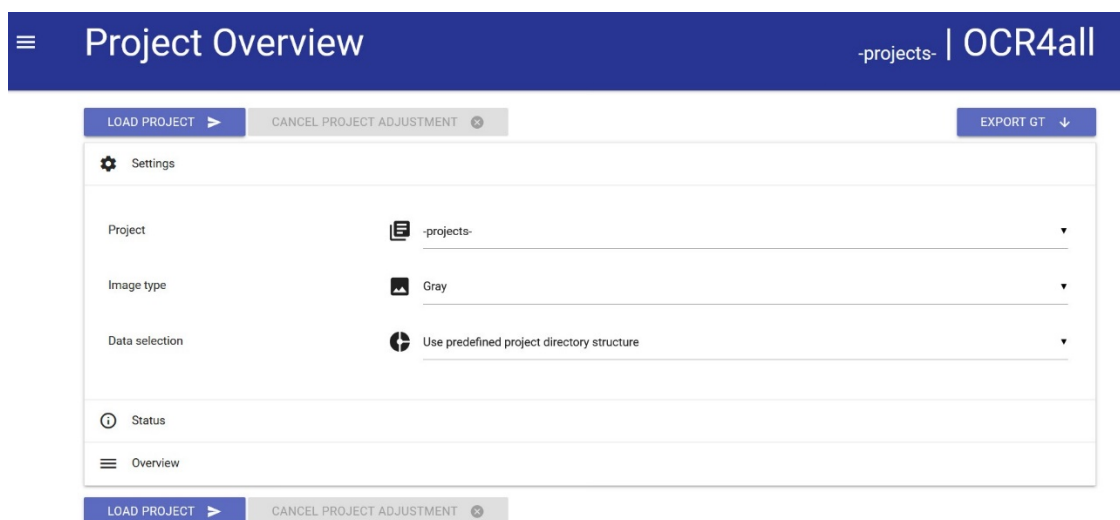 Project Overview
-projects- | OCR4all
LOAD PROJECT CANCEL PROJECT ADJUSTMENT EXPORT GT
Settings
Project -projects-
Image type Gray
Data selection Use predefined project directory structure
Status
Overview
LOAD PROJECT CANCEL PROJECT ADJUSTMENT